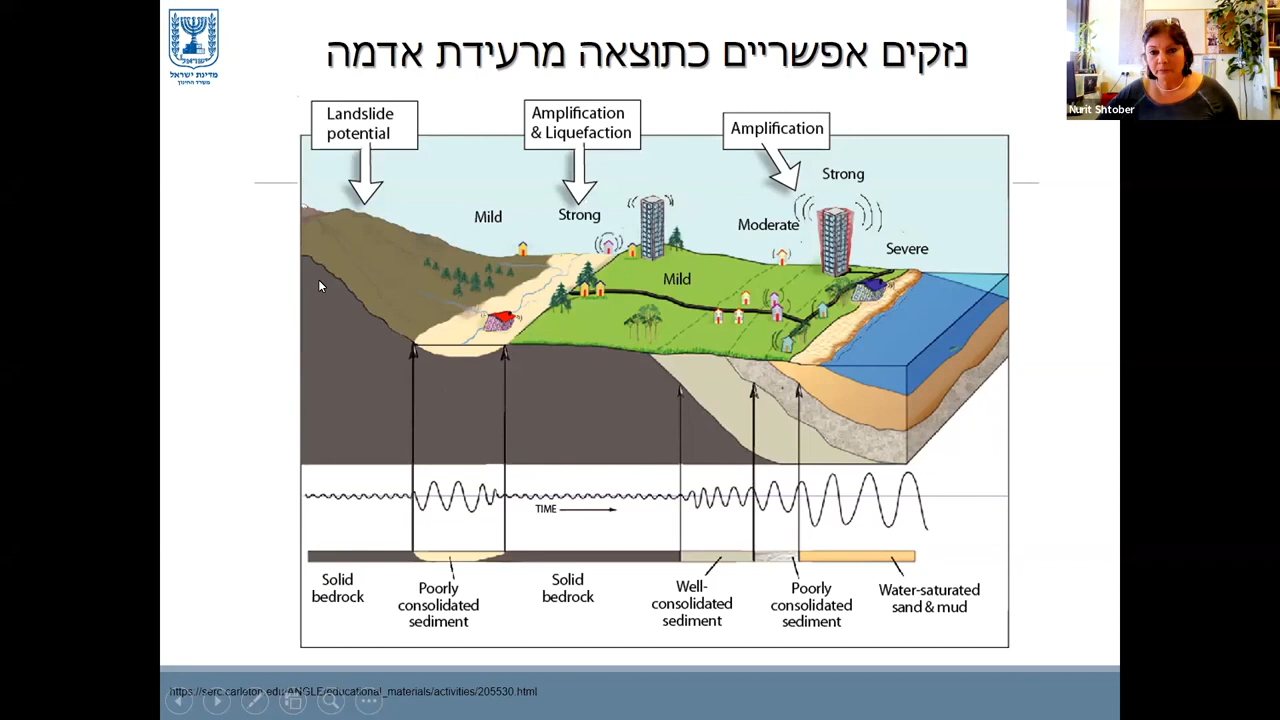 נזקים אפשריים כתוצאה מרעידת אדמה
מדינת ישראל
משרד החינוך
Nurit Shtober
Landslide
potential
Amplification
& Liquefaction
Amplification
Strong
Mild
Strong
Moderate
Severe
Mild
TIME
Solid
bedrock
Poorly
consolidated
sediment
Solid
bedrock
Well-
consolidated
sediment
Poorly
consolidated
sediment
Water-saturated
sand & mud
https://serc.carleton.edu/ANGLE/educational_materials/activities/205530.html